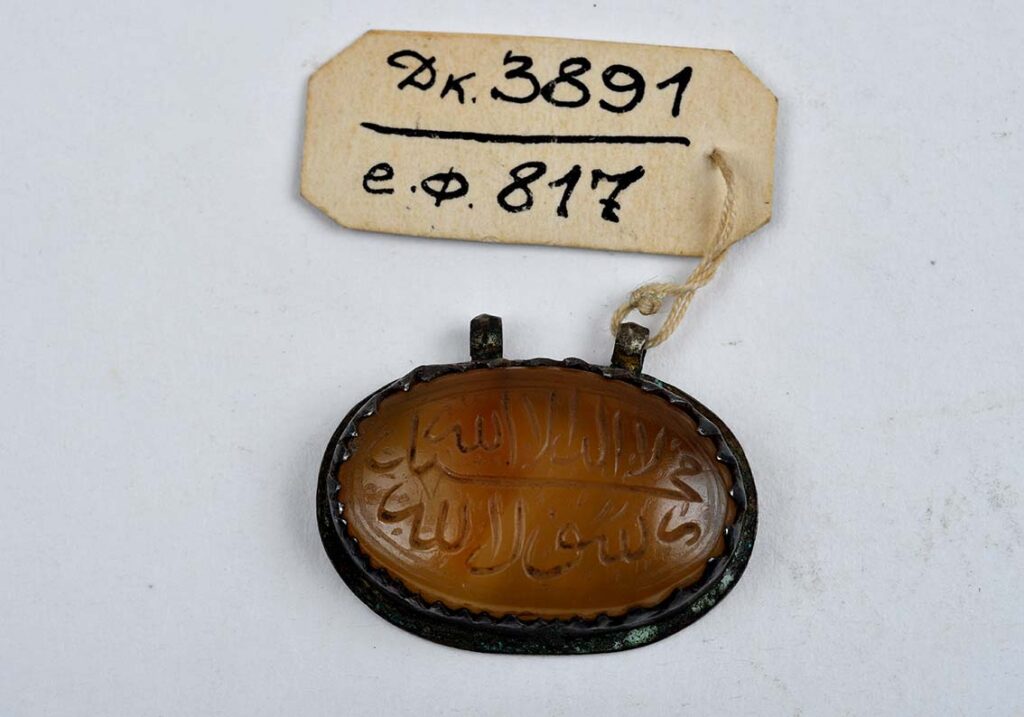 Дк. 3891
е.ф. 817
لا اله الا الله
محمد
رسول الله